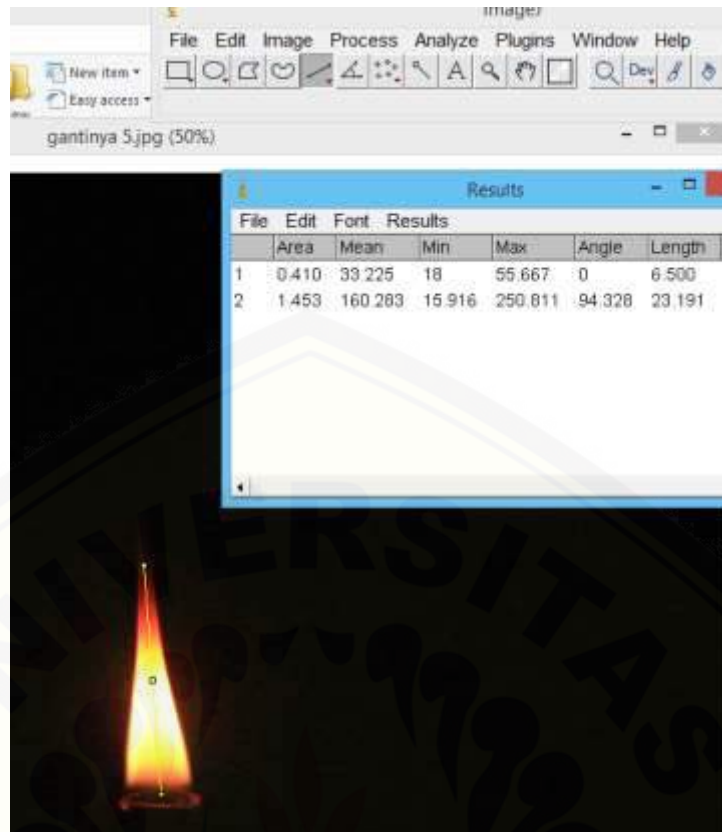 ImageJ
File Edit Image Process Analyze Plugins Window Help
New item
Easy access
A Dev
gantinya 5.jpg (50%)
Results
File Edit Font Results
Area Mean Min Max Angle Length
1 0.410 33.225 18 55.667 0 6.500
2 1.453 160.283 15.916 250.811 94.328 23.191
UNIVERSITAS